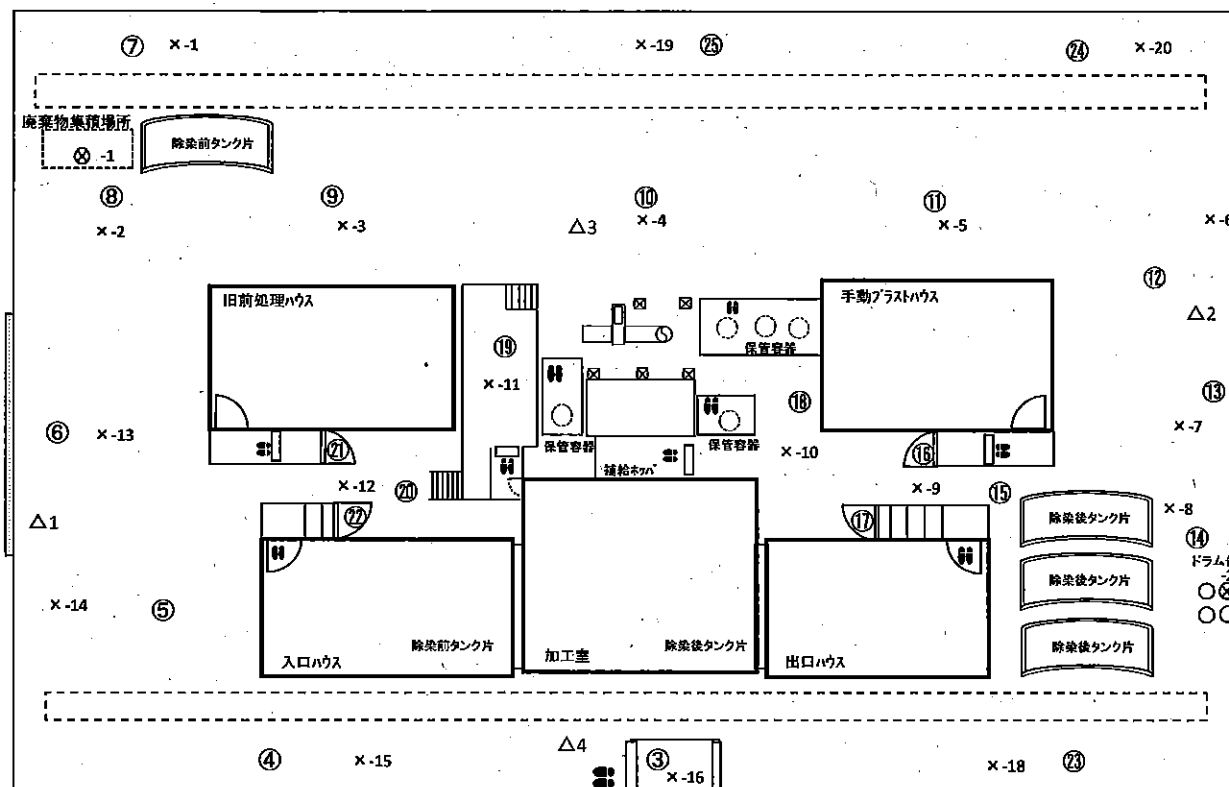 ⑦ ×-1 ×-19 ㉕ ㉔ ×-20
廃棄物集積場所
⊗ -1
除染前タンク片
⑧ ⑨ ⑩ ⑪
×-2 ×-3 △3 ×-4 ×-5 ×-6
⑫
△2
旧前処理ハウス
手動ブラストハウス
保管容器
⑲
×-11
⑱
⑬
⑥ ×-13
㉑
保管容器
保管容器
×-10
⑯
×-7
補給ホッパ
×-12 ⑳
×-9 ⑮
△1
㉒
⑰
除染後タンク片
×-8
⑭
除染後タンク片
×-14 ⑤
除染前タンク片
除染後タンク片
除染後タンク片
入口ハウス
加工室
出口ハウス
④ ×-15 △4 ③ ×-16 ×-18 ㉓